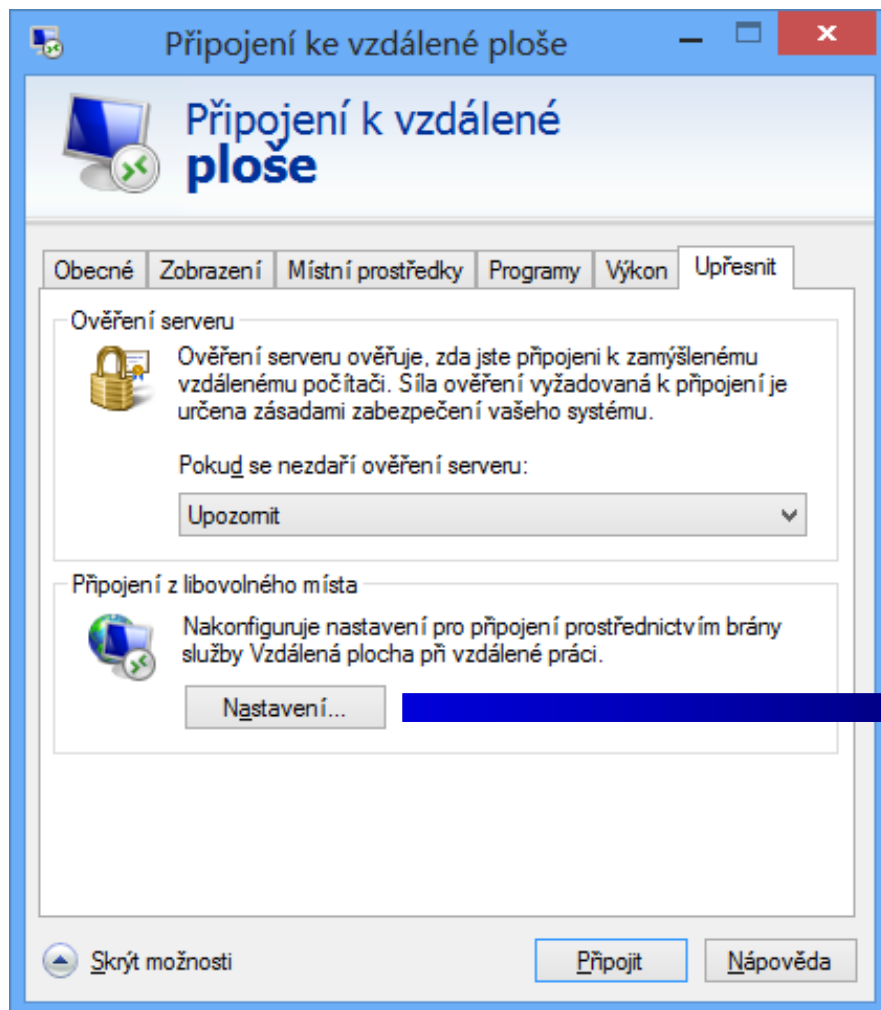 Připojení ke vzdálené ploše
Připojení k vzdálené
ploše
Obecné Zobrazení Místní prostředky Programy Výkon Upřesnit
Ověření serveru
Ověření serveru ověřuje, zda jste připojeni k zamýšlenému
vzdálenému počítači. Síla ověření vyžadovaná k připojení je
určena zásadami zabezpečení vašeho systému.
Pokud se nezdaří ověření serveru:
Upozornit
Připojení z libovolného místa
Nakonfiguruje nastavení pro připojení prostřednictvím brány
služby Vzdálená plocha při vzdálené práci.
Nastavení...
Skrýt možnosti Připojit Nápověda